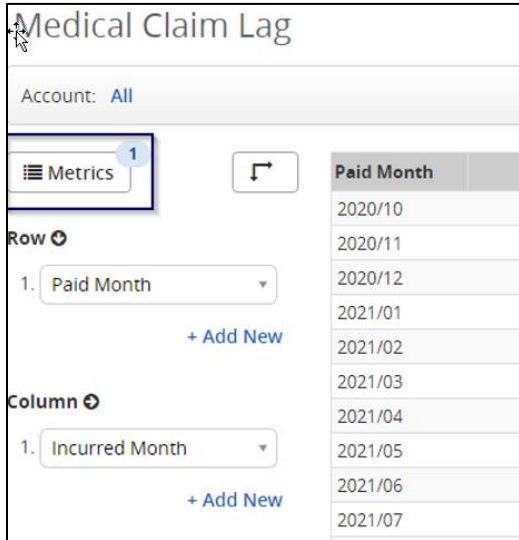 Medical Claim Lag
Account: All
Metrics 1
Row
1. Paid Month
+ Add New
Column
1. Incurred Month
+ Add New
Paid Month
2020/10
2020/11
2020/12
2021/01
2021/02
2021/03
2021/04
2021/05
2021/06
2021/07